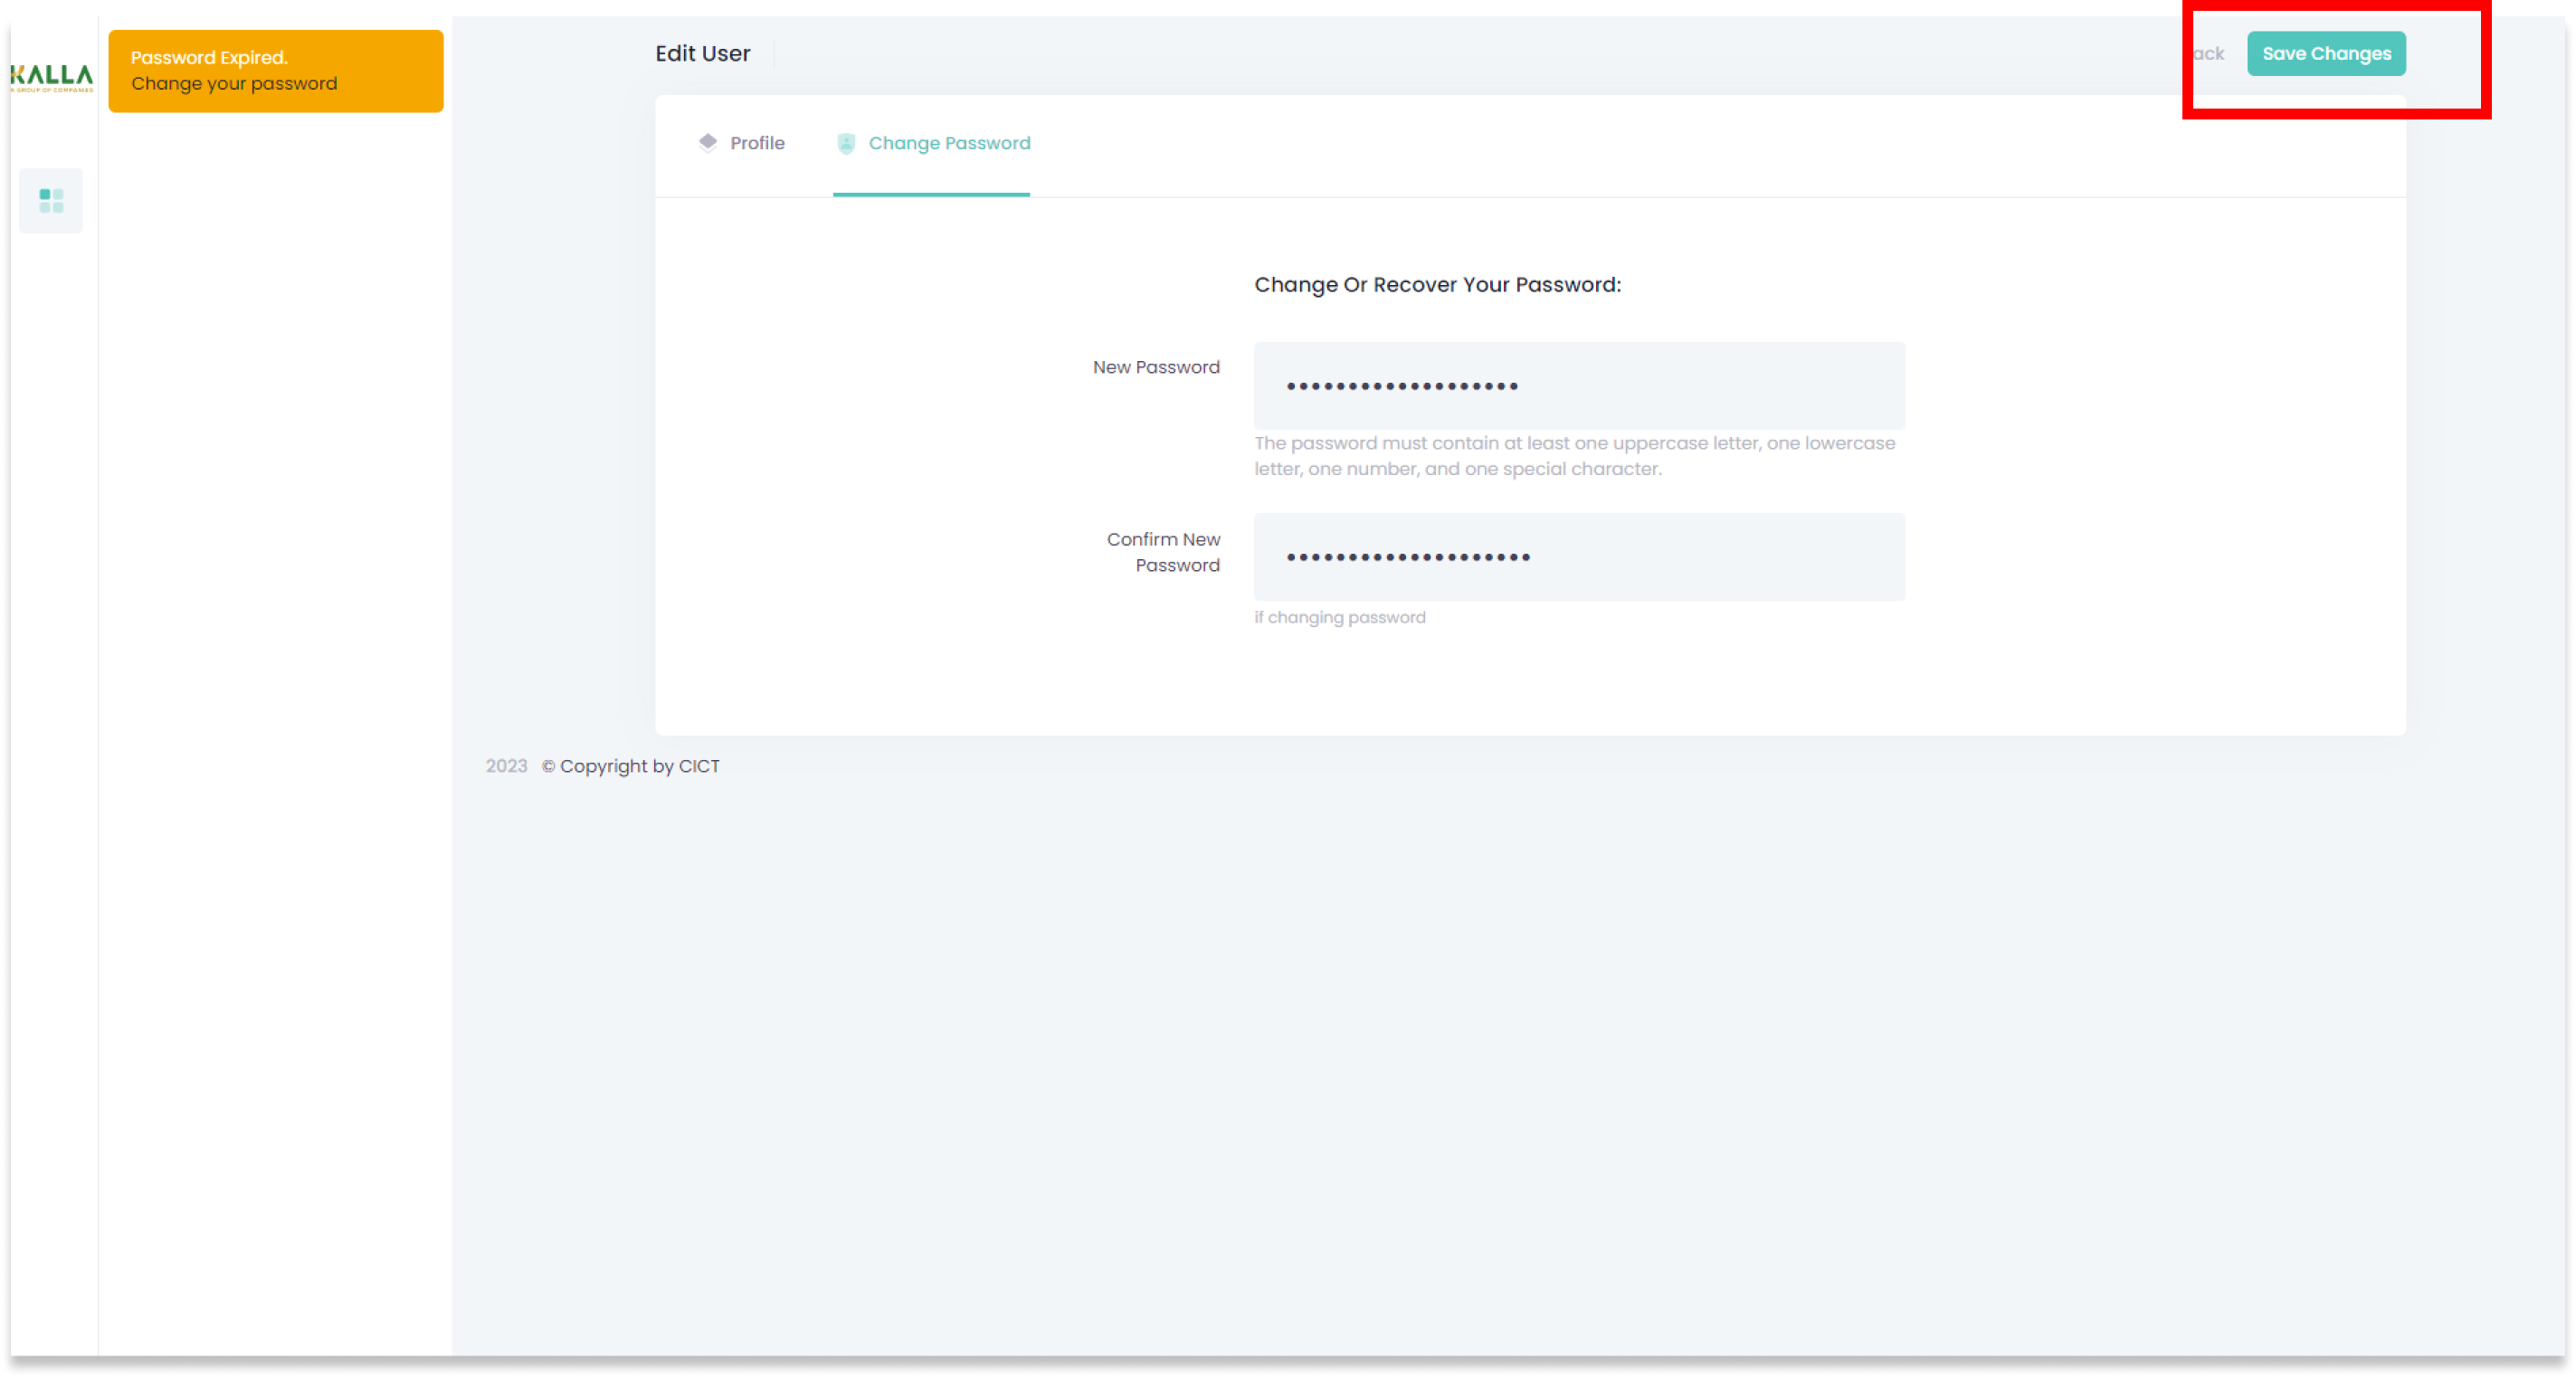 KALLA
A GROUP OF COMPANIES
Password Expired.
Change your password
Edit User
ack
Save Changes
Profile
Change Password
Change Or Recover Your Password:
New Password
•••••••••••••••••••
The password must contain at least one uppercase letter, one lowercase
letter, one number, and one special character.
Confirm New
Password
••••••••••••••••••••
if changing password
2023 © Copyright by CICT